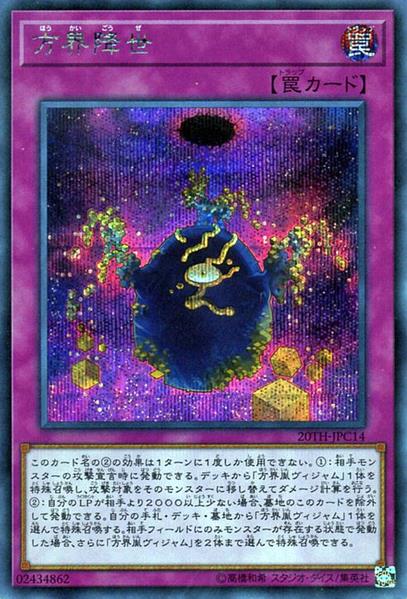 ほうかいごうぜ
方界降世
罠
トラップ
【罠カード】
20TH-JPC14
このカード名の②の効果は1ターンに1度しか使用できない。①:相手モン
スターの攻撃宣言時に発動できる。デッキから「方界胤ヴィジャム」1体を
特殊召喚し、攻撃対象をそのモンスターに移し替えてダメージ計算を行う。
②:自分のLPが相手より2000以上少ない場合、墓地のこのカードを除外
して発動できる。自分の手札・デッキ・墓地から「方界胤ヴィジャム」1体を
選んで特殊召喚する。相手フィールドにのみモンスターが存在する状態で発動
した場合、さらに「方界胤ヴィジャム」を2体まで選んで特殊召喚できる。
02434862
©高橋和希 スタジオ・ダイス/集英社